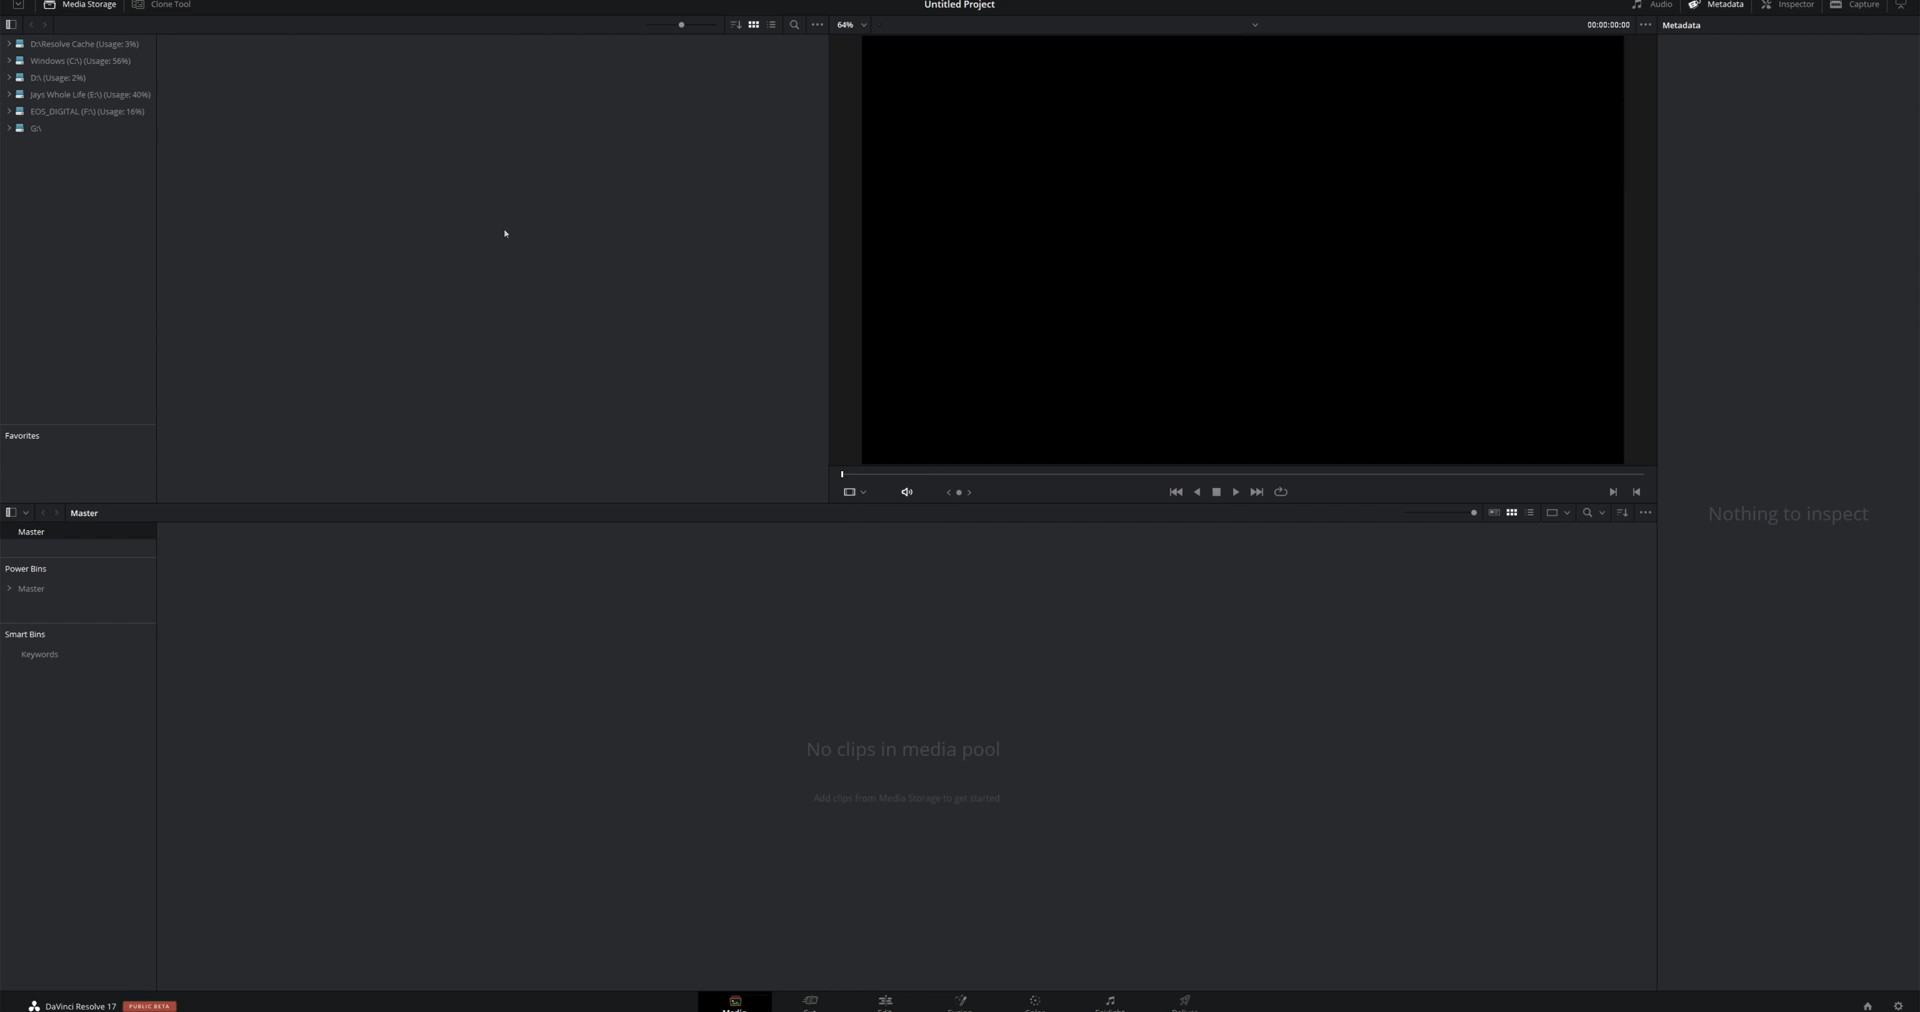 Media Storage
Clone Tool
Untitled Project
Audio
Metadata
Inspector
Capture
64%
00:00:00:00
Metadata
D:\Resolve Cache (Usage: 3%)
Windows (C:\) (Usage: 56%)
D:\ (Usage: 2%)
Jays Whole Life (E:\) (Usage: 40%)
EOS_DIGITAL (F:\) (Usage: 16%)
G:\
Favorites
Master
Master
Nothing to inspect
Power Bins
Master
Smart Bins
Keywords
No clips in media pool
Add clips from Media Storage to get started
DaVinci Resolve 17
PUBLIC BETA